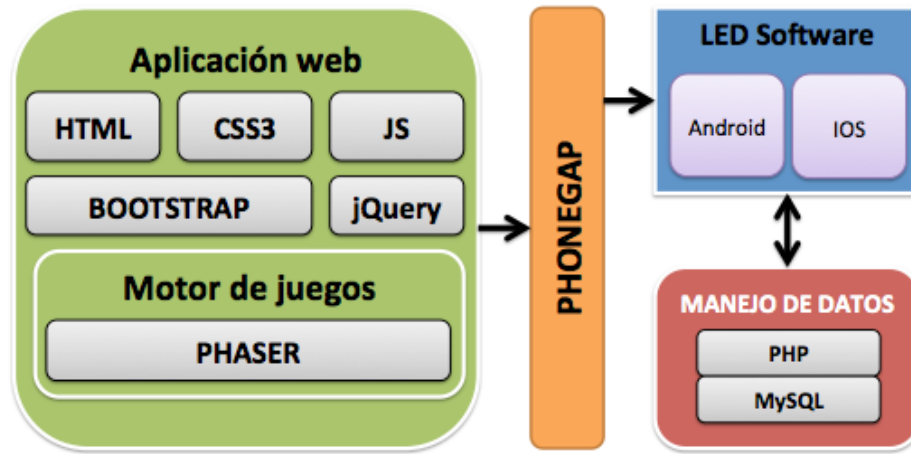 Aplicación web
HTML
CSS3
JS
BOOTSTRAP
jQuery
Motor de juegos
PHASER
PHONEGAP
LED Software
Android
IOS
MANEJO DE DATOS
PHP
MySQL